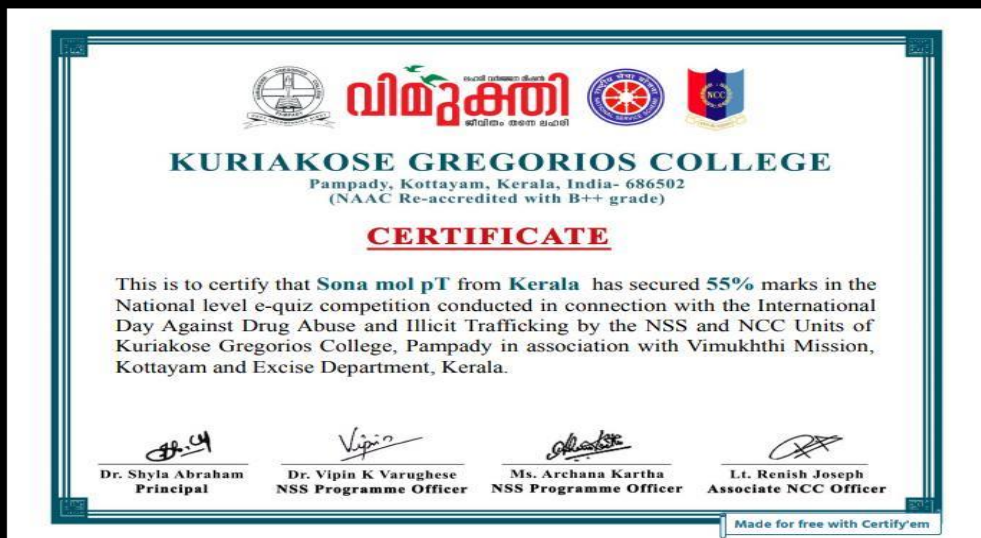 ലഹരി വർജ്ജന മിഷൻ
വിമുക്തി
ജീവിതം തന്നെ ലഹരി
NCC
KURIAKOSE GREGORIOS COLLEGE
Pampady, Kottayam, Kerala, India- 686502
(NAAC Re-accredited with B++ grade)
CERTIFICATE
This is to certify that Sona mol pT from Kerala has secured 55% marks in the
National level e-quiz competition conducted in connection with the International
Day Against Drug Abuse and Illicit Trafficking by the NSS and NCC Units of
Kuriakose Gregorios College, Pampady in association with Vimukhthi Mission,
Kottayam and Excise Department, Kerala.
Vipin
Dr. Shyla Abraham
Principal
Dr. Vipin K Varughese
NSS Programme Officer
Ms. Archana Kartha
NSS Programme Officer
Lt. Renish Joseph
Associate NCC Officer
Made for free with Certify'em